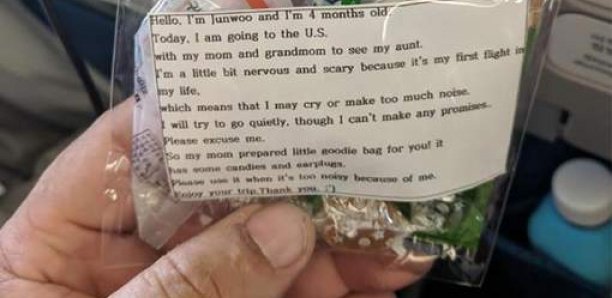 Hello, I'm Junwoo and I'm 4 months old
Today, I am going to the U.S.
with my mom and grandmom to see my aunt.
I'm a little bit nervous and scary because it's my first flight in
my life,
which means that I may cry or make too much noise.
I will try to go quietly, though I can't make any promises..
Please excuse me.
So my mom prepared little goodie bag for you! it
has some candies and earplugs.
Please use it when it's too noisy because of me.
Enjoy your trip.Thank you. :')